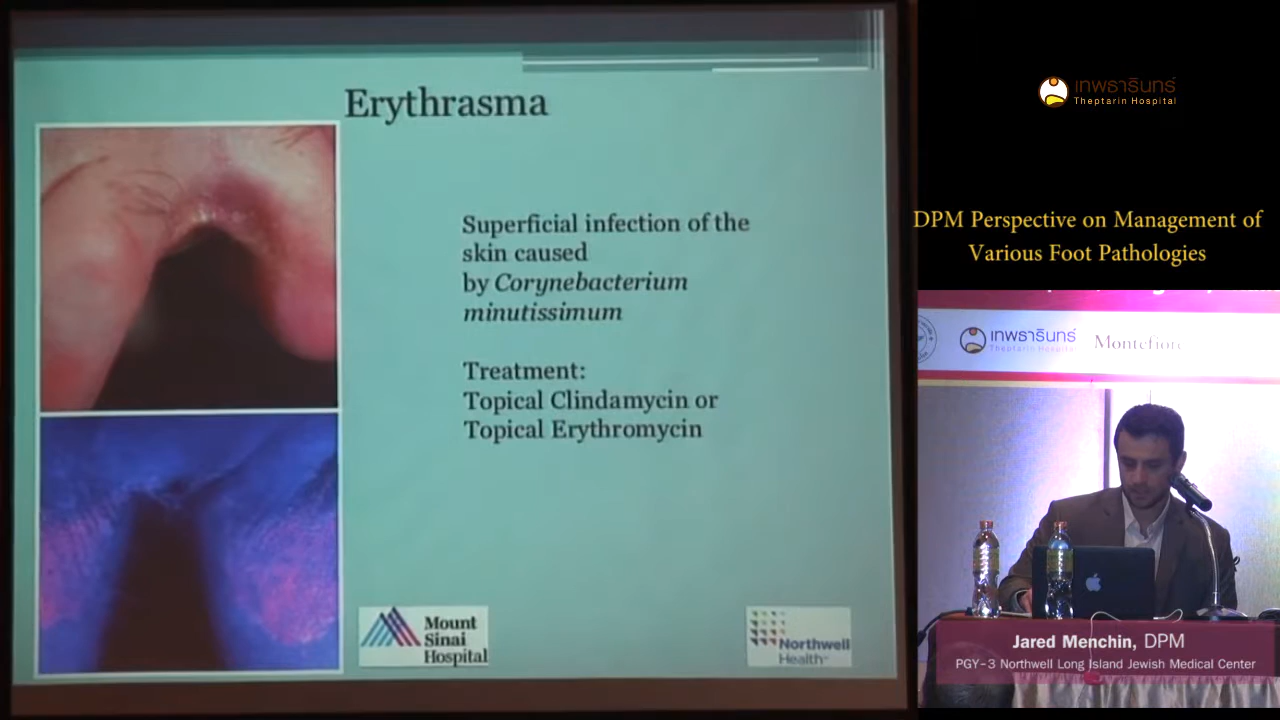 Erythrasma
Superficial infection of the
skin caused
by Corynebacterium
minutissimum
Treatment:
Topical Clindamycin or
Topical Erythromycin
Mount
Sinai
Hospital
Northwell
Health
เทพธารินทร์
Theptarin Hospital
DPM Perspective on Management of
Various Foot Pathologies
เทพธารินทร์
Theptarin Hospital
Montefiore
Jared Menchin, DPM
PGY-3 Northwell Long Island Jewish Medical Center